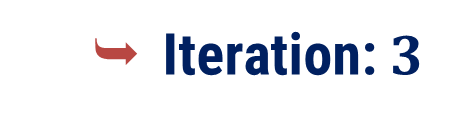 ⮩ Iteration: 3